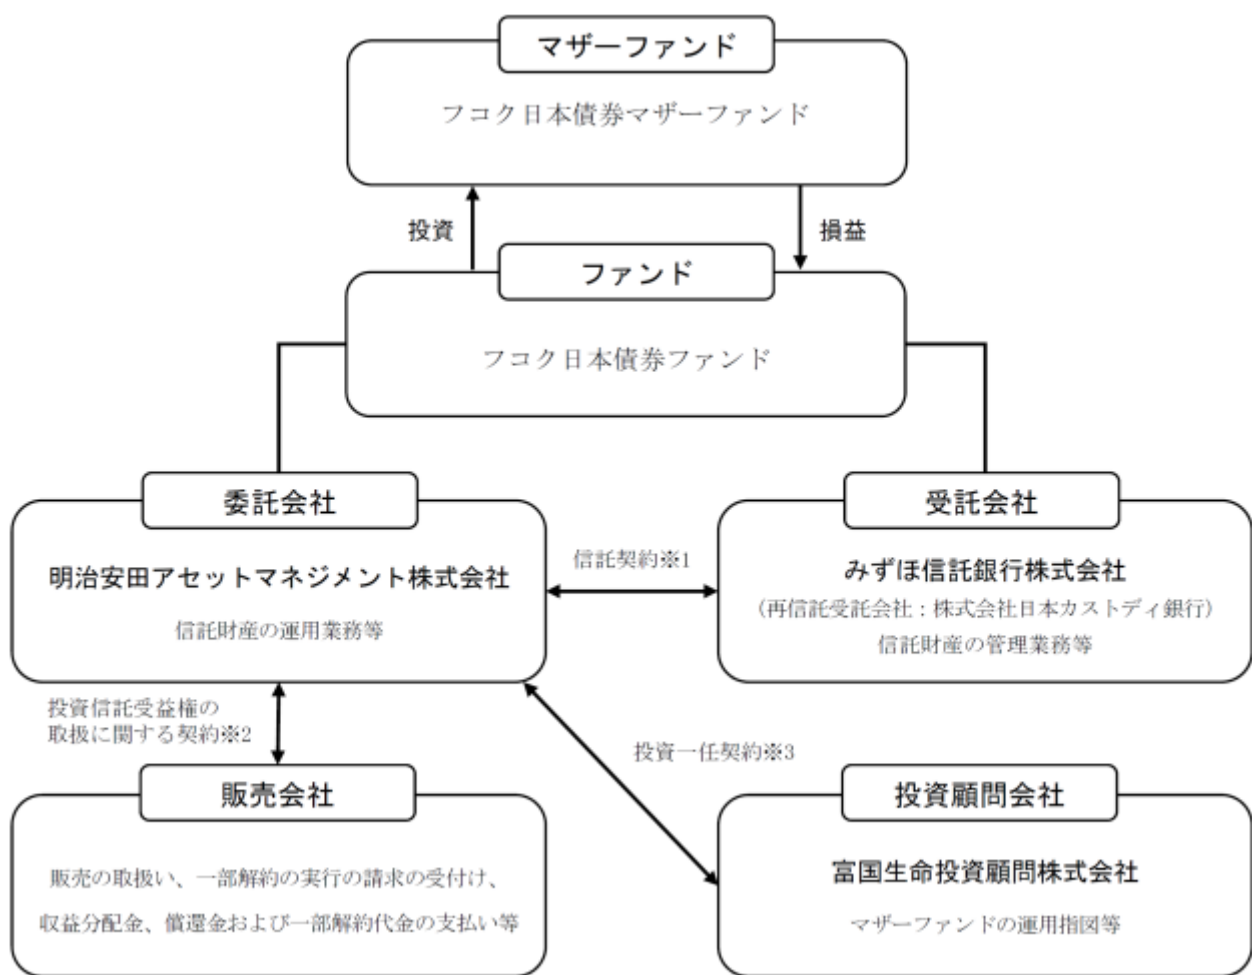 マザーファンド
フコク日本債券マザーファンド
投資
損益
ファンド
フコク日本債券ファンド
委託会社
明治安田アセットマネジメント株式会社
信託財産の運用業務等
信託契約※1
受託会社
みずほ信託銀行株式会社
(再信託受託会社：株式会社日本カストディ銀行)
信託財産の管理業務等
投資信託受益権の
取扱に関する契約※2
投資一任契約※3
販売会社
販売の取扱い、一部解約の実行の請求の受付け、
収益分配金、償還金および一部解約代金の支払い等
投資顧問会社
富国生命投資顧問株式会社
マザーファンドの運用指図等